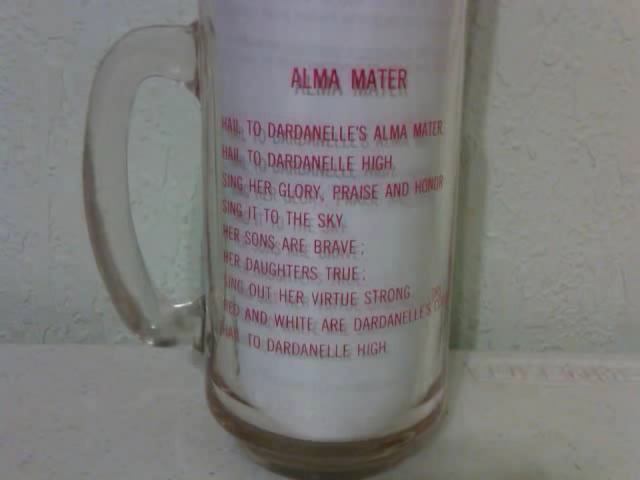 ALMA MATER
HAIL TO DARDANELLE'S ALMA MATER,
HAIL TO DARDANELLE HIGH.
SING HER GLORY, PRAISE AND HONOR
SING IT TO THE SKY.
HER SONS ARE BRAVE;
HER DAUGHTERS TRUE;
SING OUT HER VIRTUE STRONG
RED AND WHITE ARE DARDANELLE'S
HAIL TO DARDANELLE HIGH